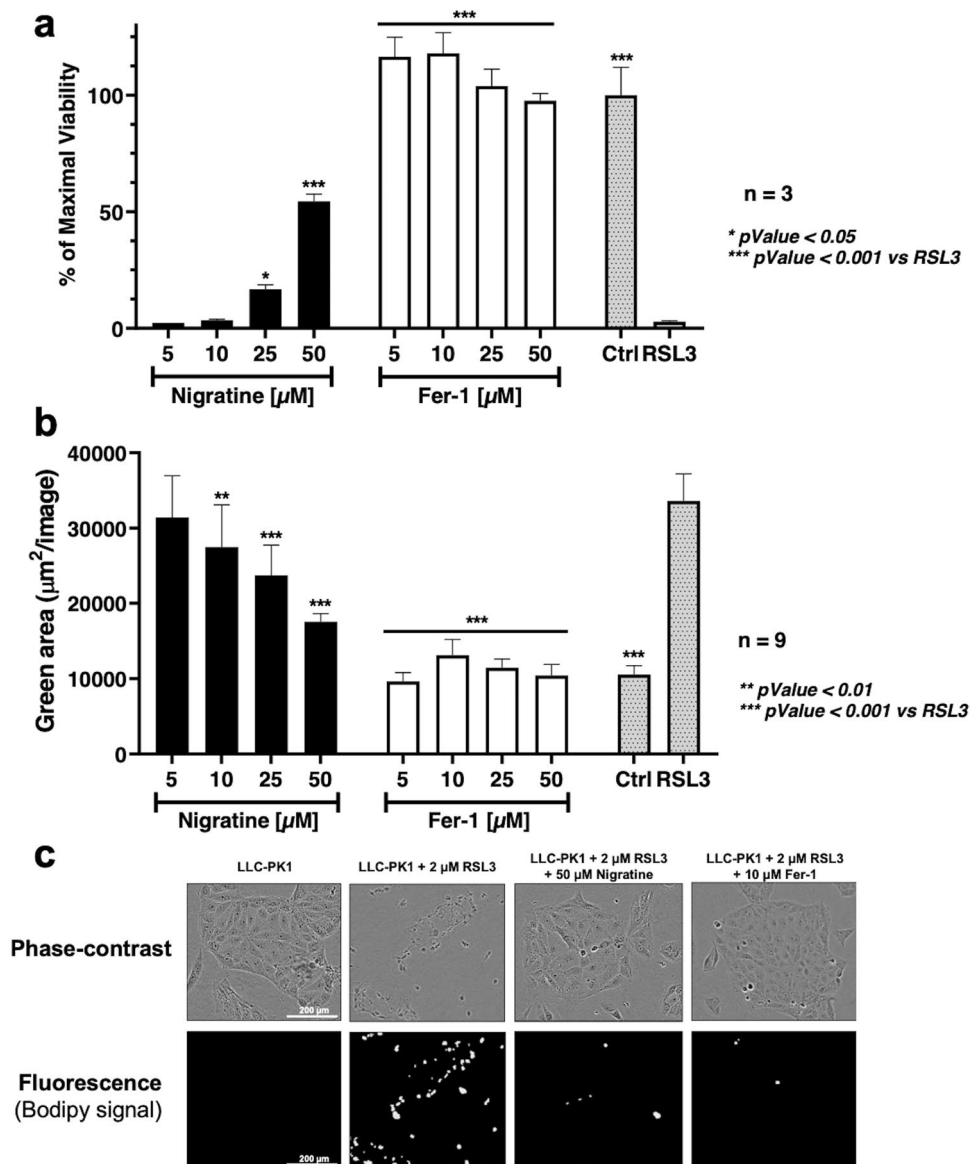 a
***
***
***
*
% of Maximal Viability
100
50
0
5 10 25 50 5 10 25 50 Ctrl RSL3
Nigratine [µM] Fer-1 [µM]
n = 3
* pValue < 0.05
*** pValue < 0.001 vs RSL3
b
Green area (µm²/image)
40000
30000
20000
10000
0
**
***
***
***
***
5 10 25 50 5 10 25 50 Ctrl RSL3
Nigratine [µM] Fer-1 [µM]
n = 9
** pValue < 0.01
*** pValue < 0.001 vs RSL3
c
LLC-PK1
LLC-PK1 + 2 µM RSL3
LLC-PK1 + 2 µM RSL3
+ 50 µM Nigratine
LLC-PK1 + 2 µM RSL3
+ 10 µM Fer-1
Phase-contrast
200 µm
Fluorescence
(Bodipy signal)
200 µm